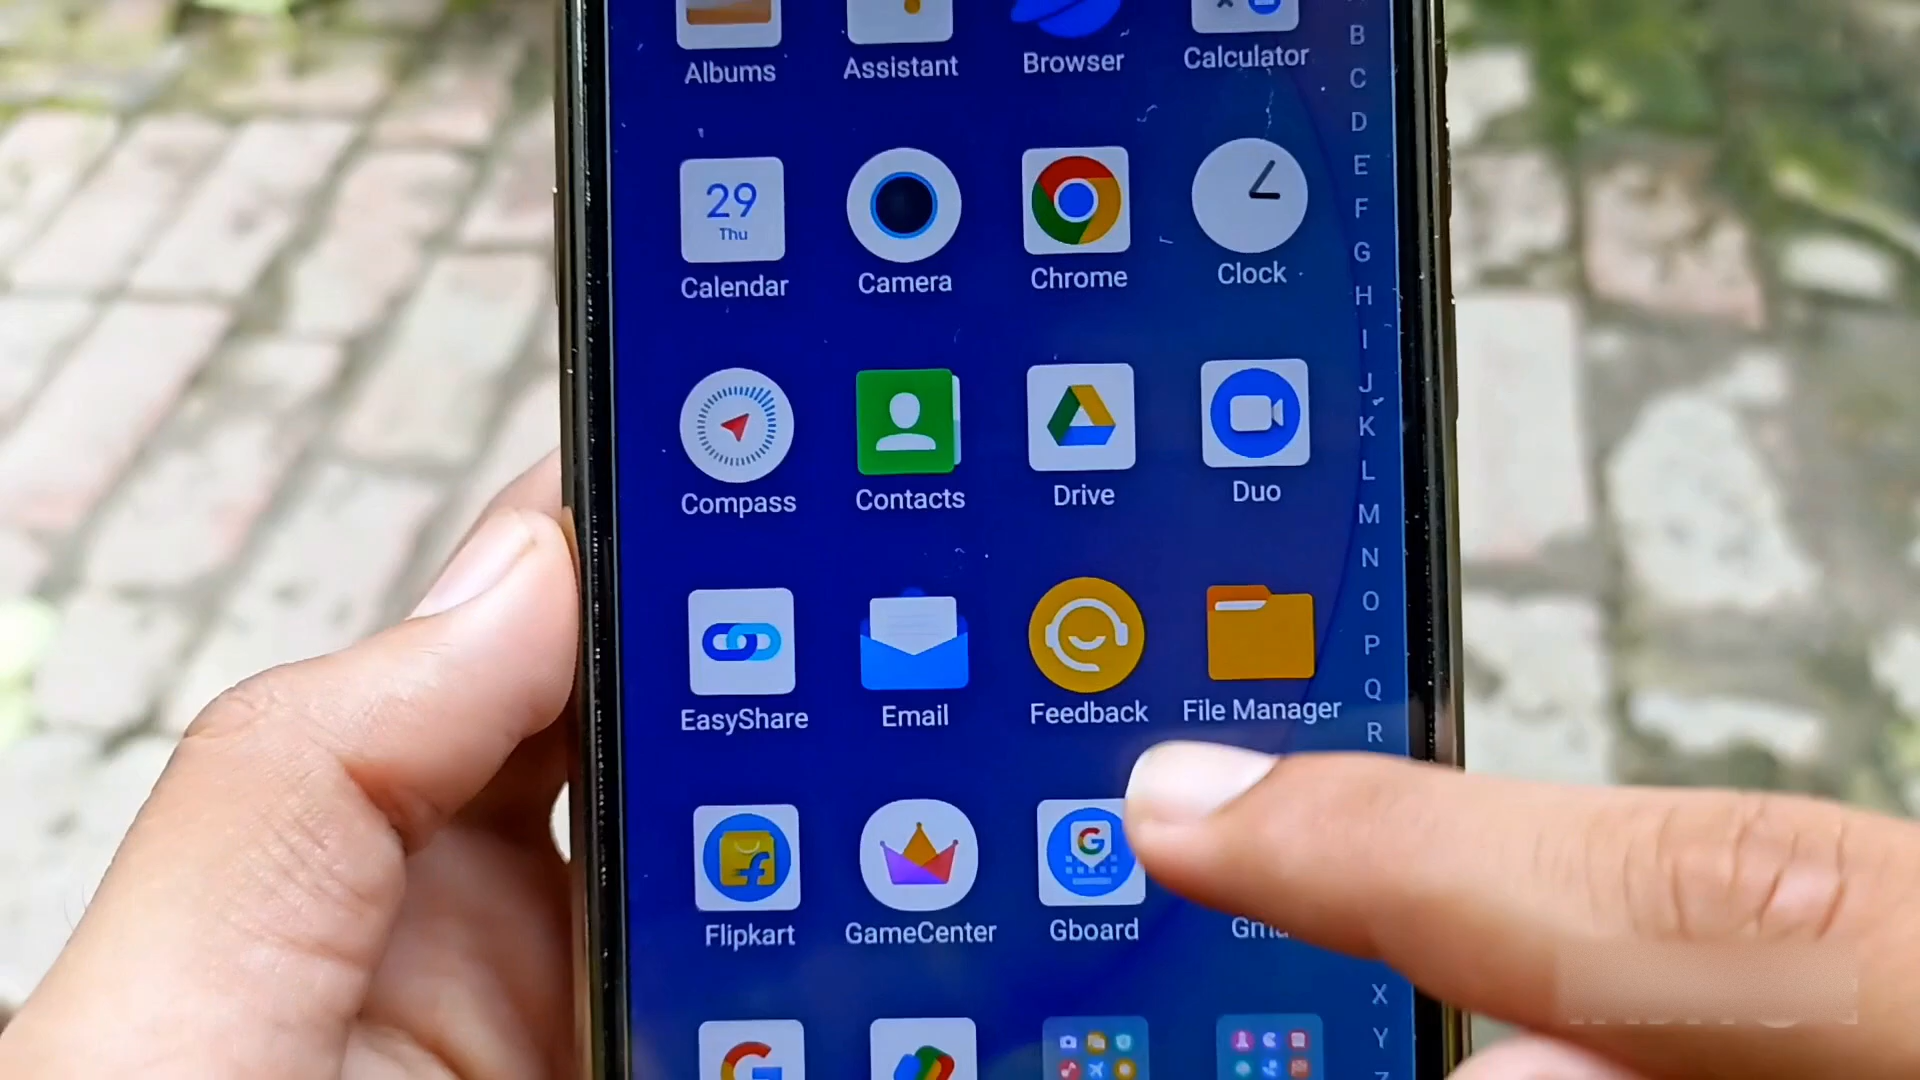 Albums Assistant Browser Calculator
29
Thu
Calendar Camera Chrome Clock
Compass Contacts Drive Duo
EasyShare Email Feedback File Manager
G
Flipkart GameCenter Gboard
B
C
D
E
F
G
H
I
J
K
L
M
N
O
P
Q
R
X
Y
Z